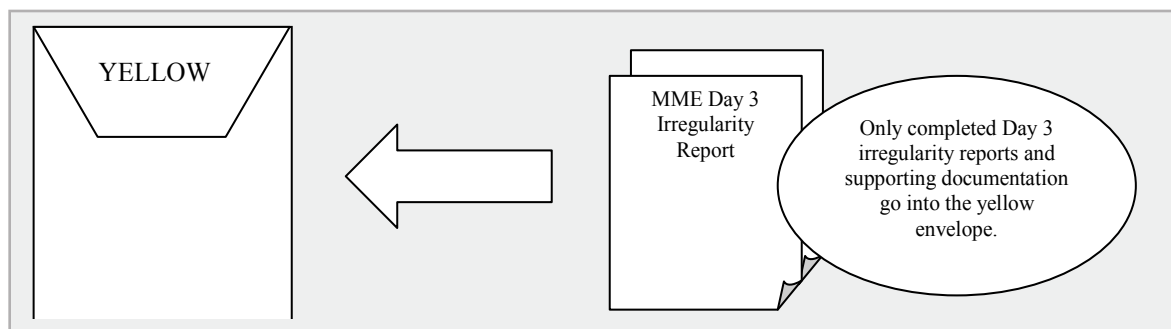 YELLOW
MME Day 3
Irregularity
Report
Only completed Day 3
irregularity reports and
supporting documentation
go into the yellow
envelope.